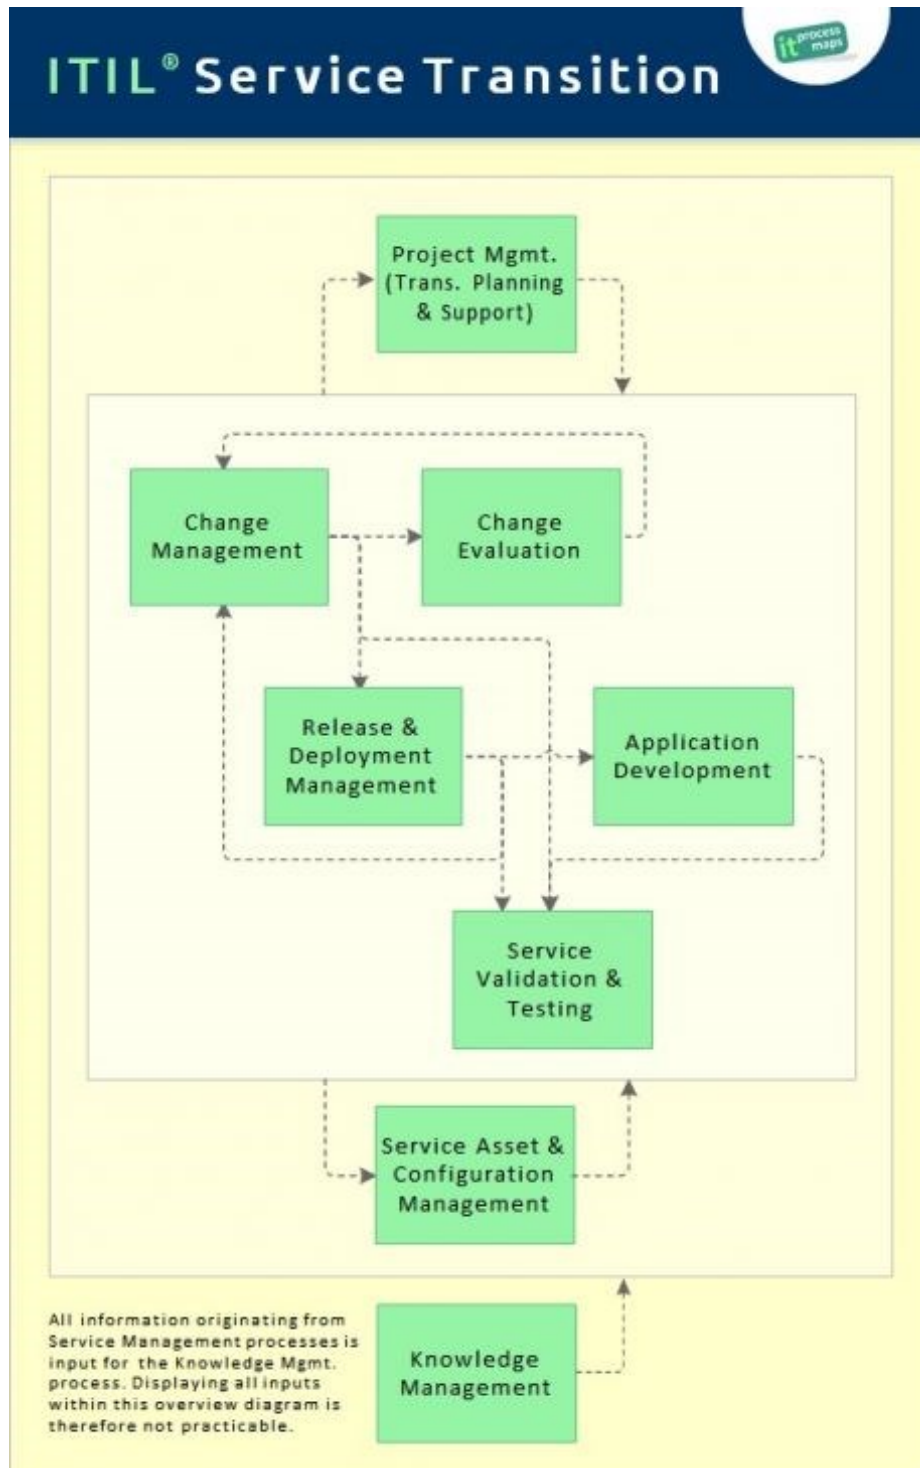 it process
maps
ITIL® Service Transition
Project Mgmt.
(Trans. Planning
& Support)
Change
Management
Change
Evaluation
Release &
Deployment
Management
Application
Development
Service
Validation &
Testing
Service Asset &
Configuration
Management
All information originating from
Service Management processes is
input for the Knowledge Mgmt.
process. Displaying all inputs
within this overview diagram is
therefore not practicable.
Knowledge
Management